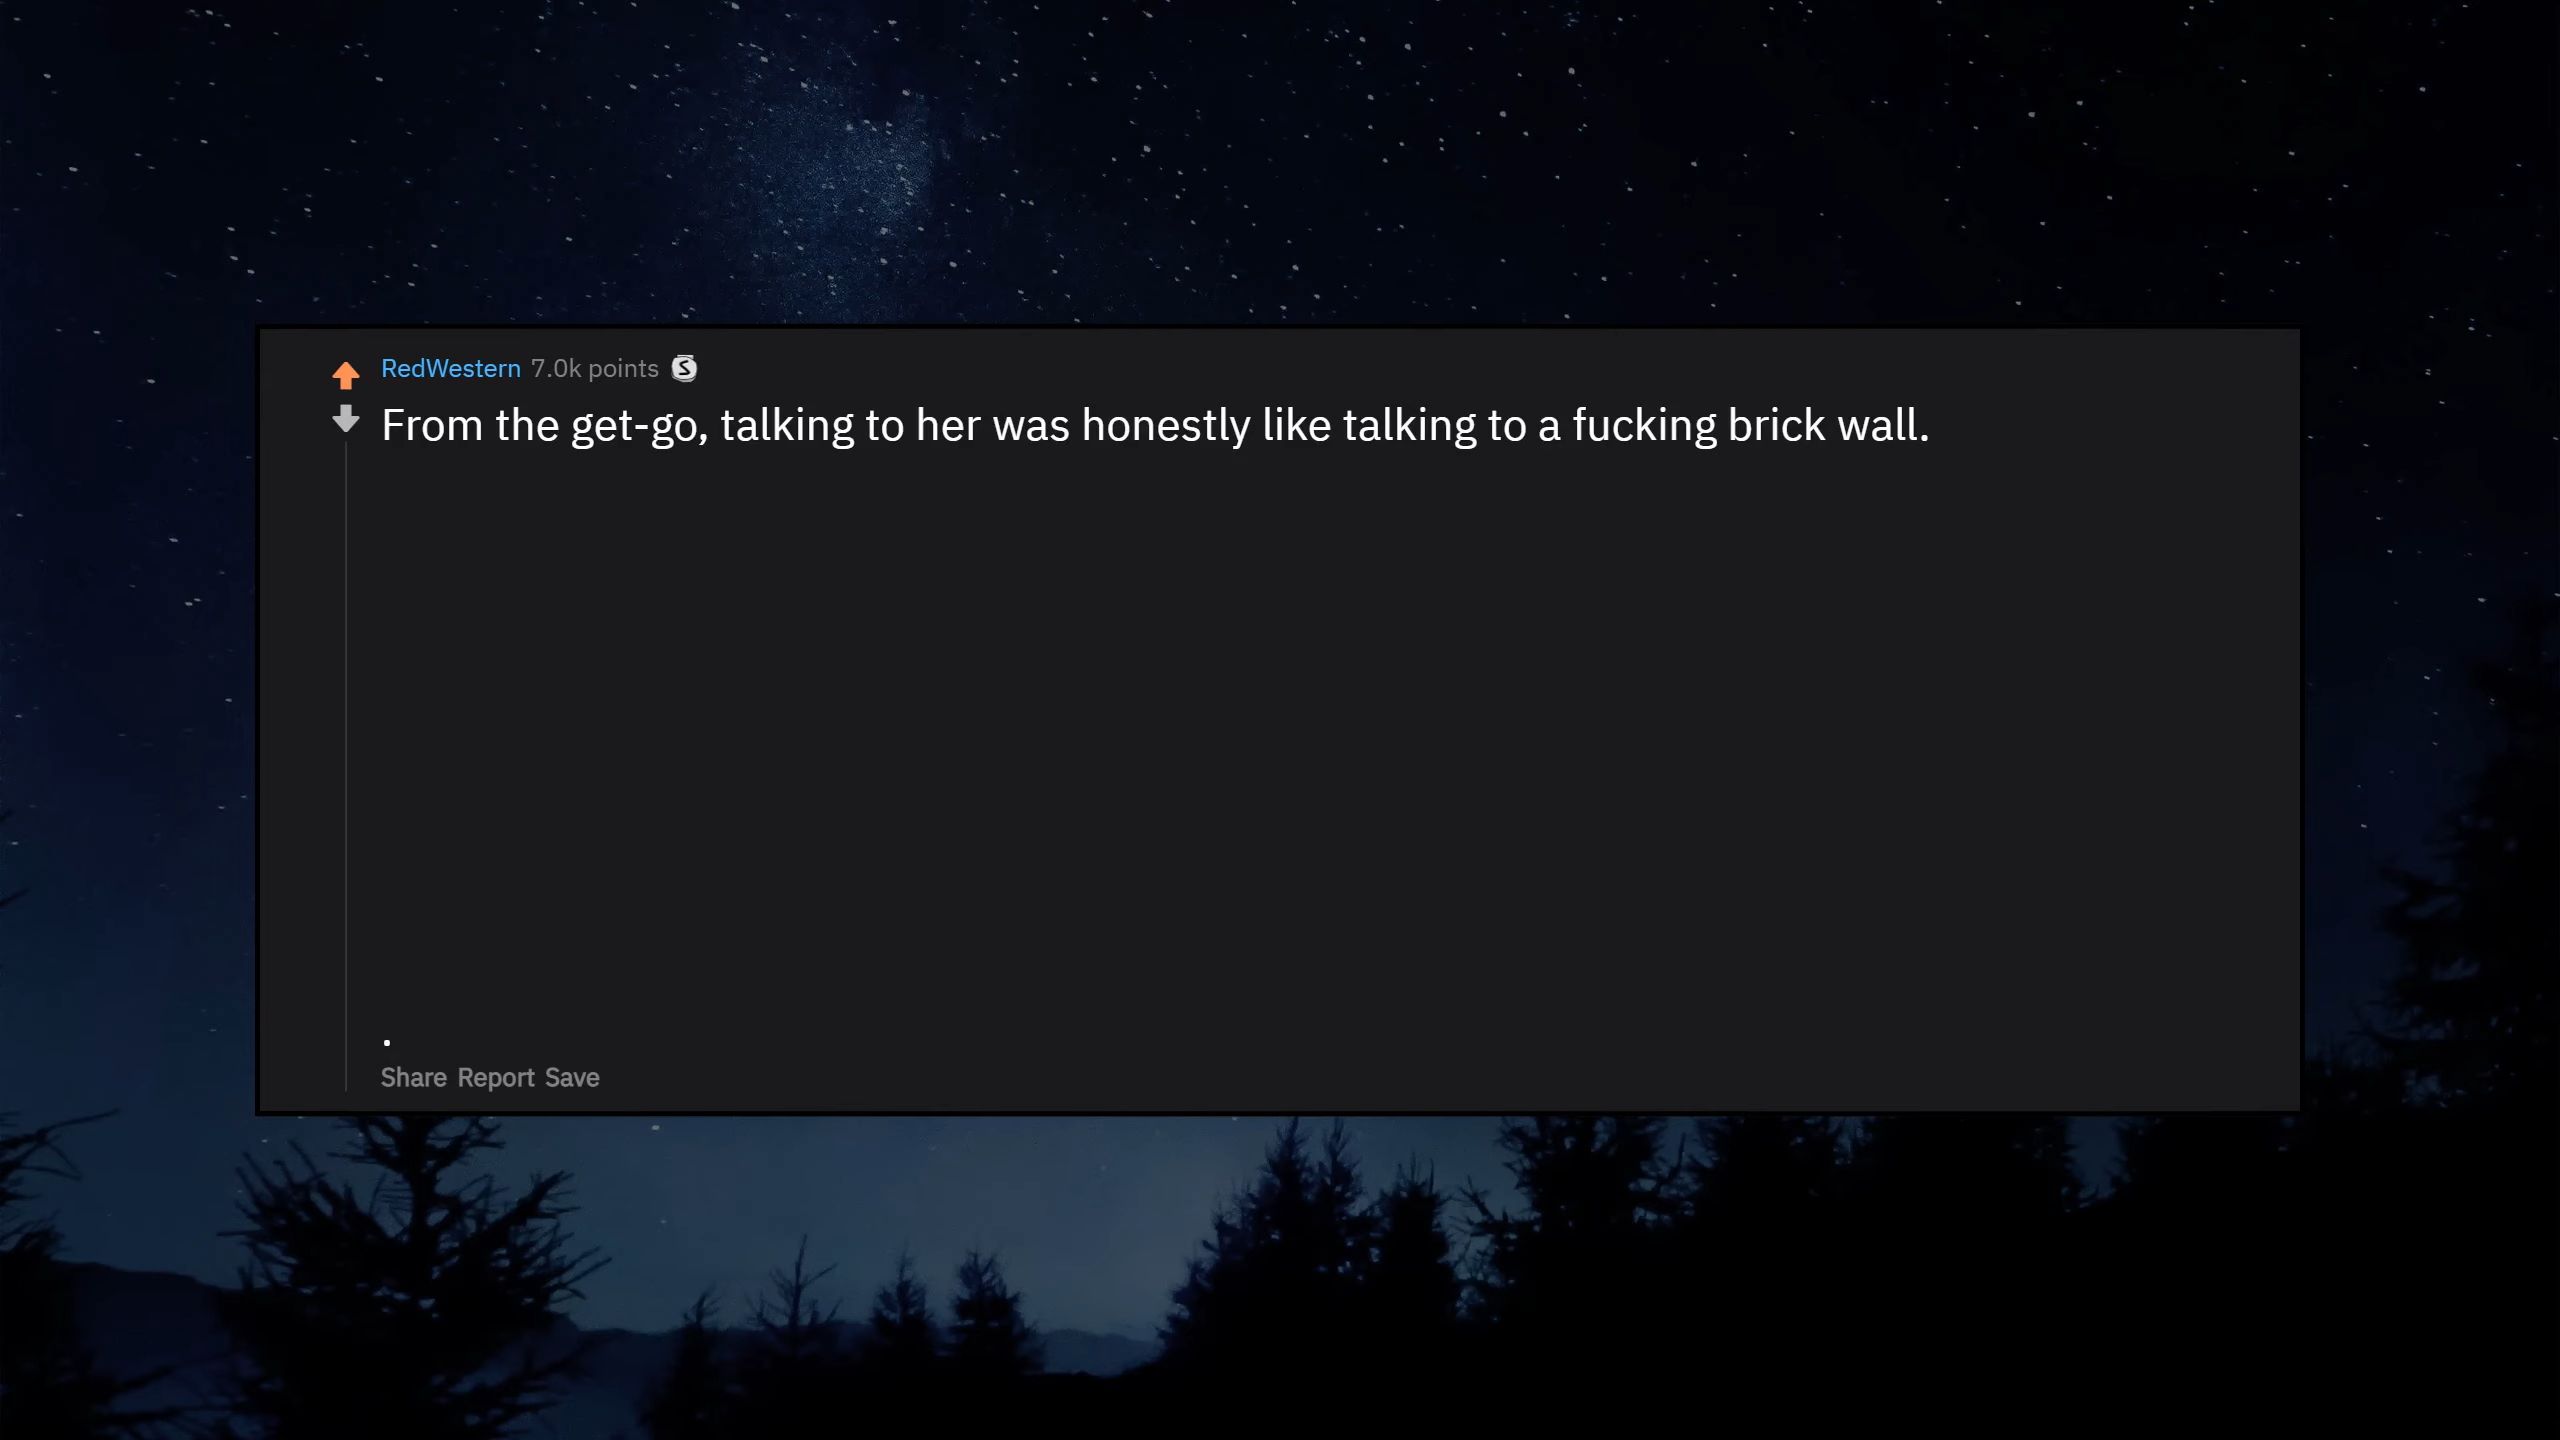 RedWestern 7.0k points S
From the get-go, talking to her was honestly like talking to a fucking brick wall.
.
Share Report Save